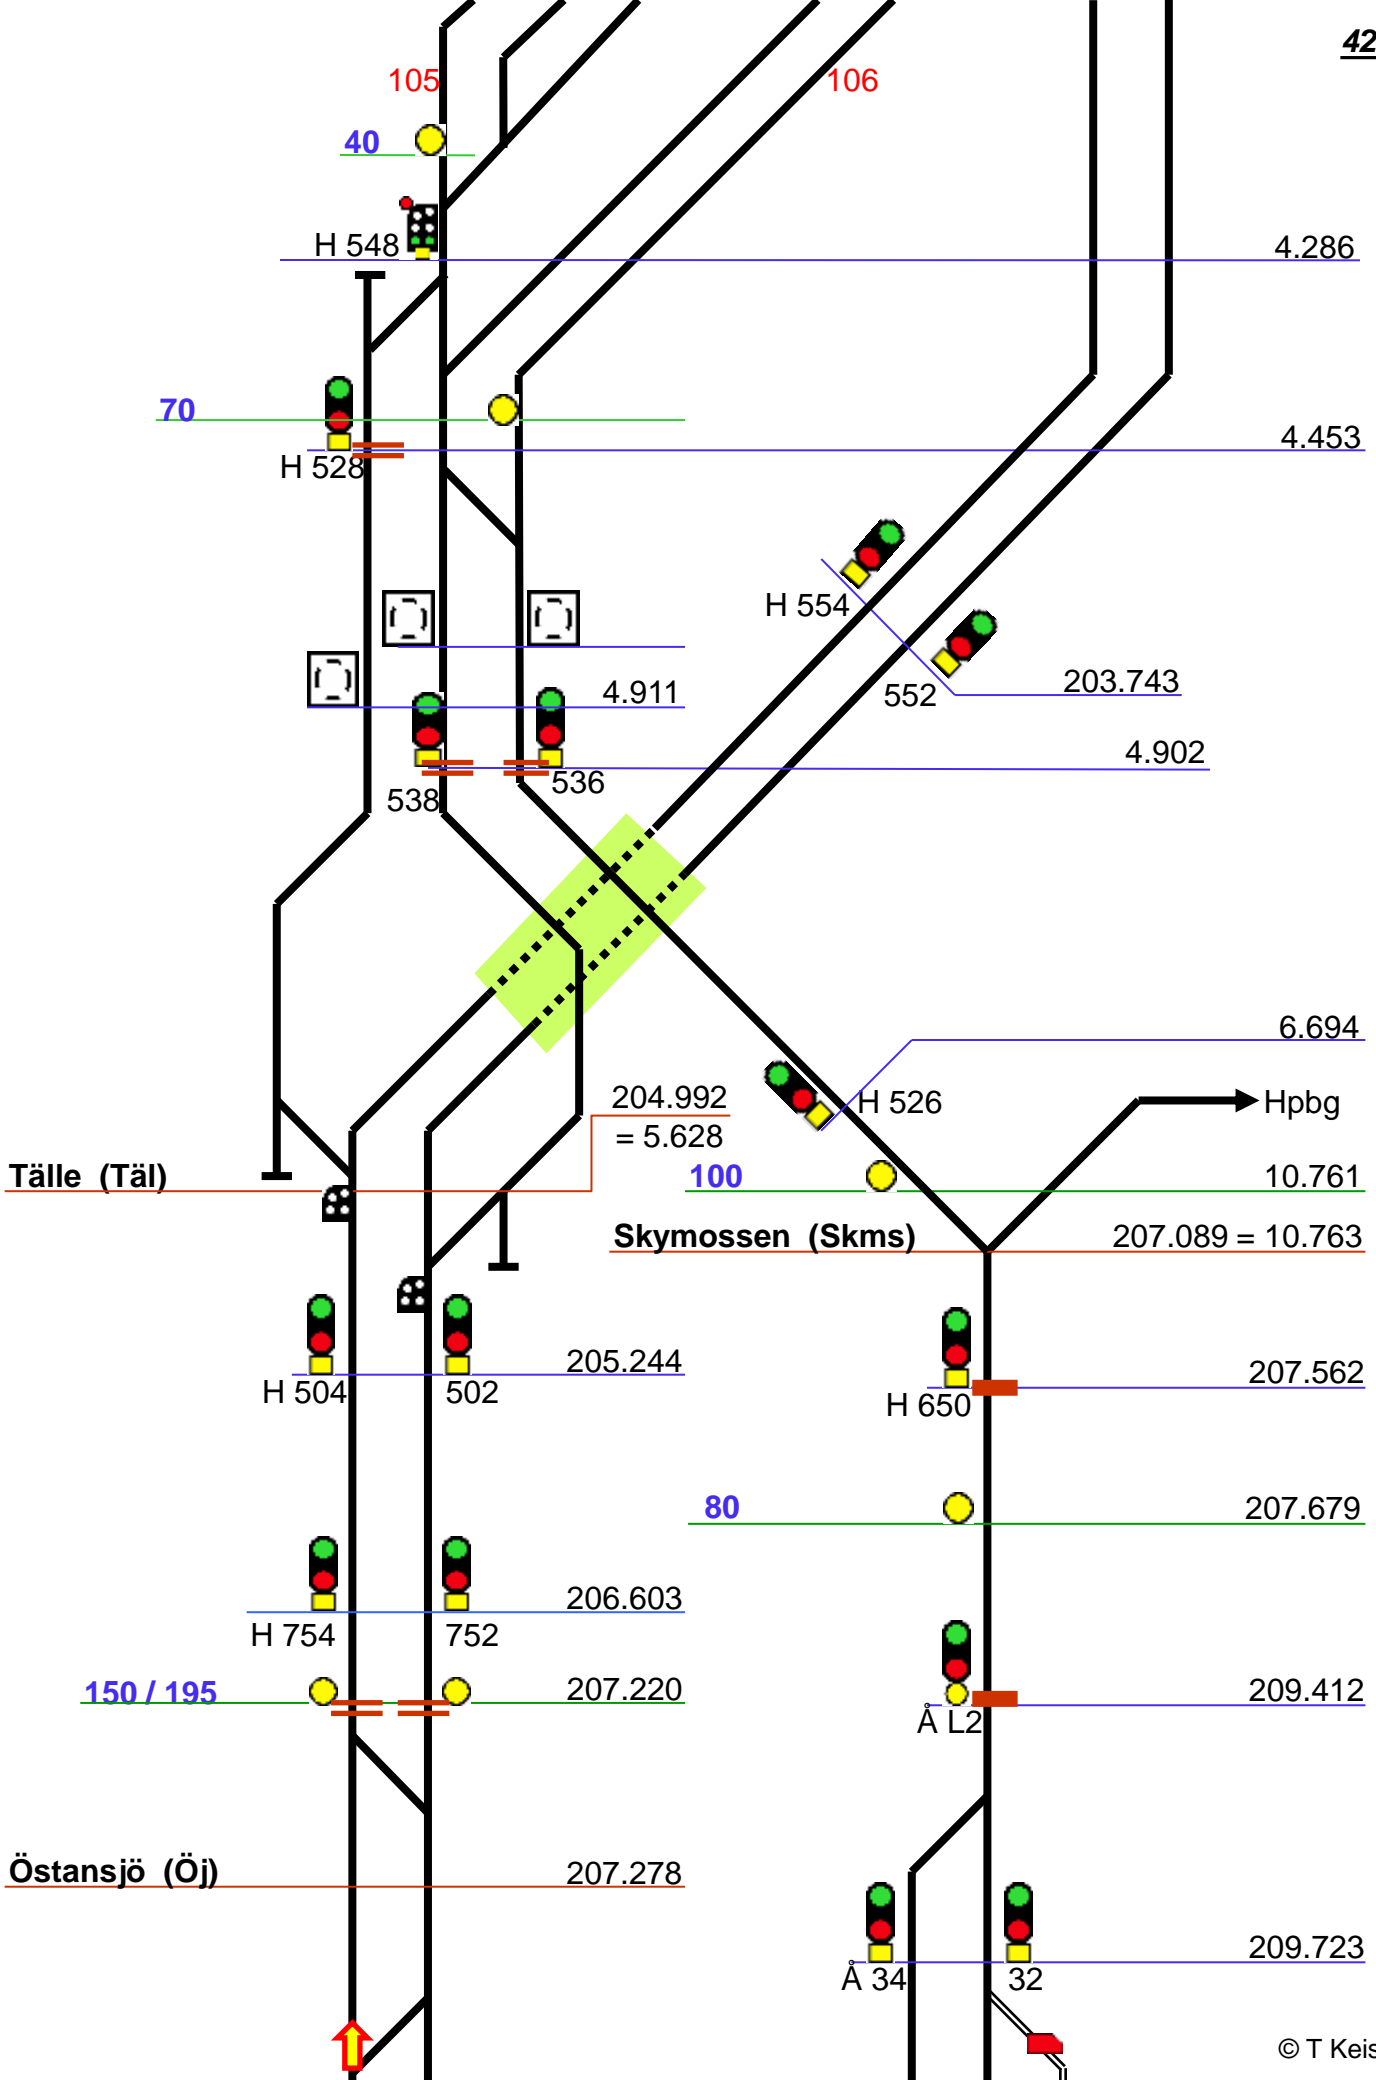 42
105
106
40
H 548
4.286
70
4.453
H 528
H 554
552
203.743
4.911
4.902
536
538
6.694
204.992
H 526
Hpbg
= 5.628
Tälle (Täl)
100
10.761
Skymossen (Skms)
207.089 = 10.763
205.244
H 504
502
207.562
H 650
80
207.679
206.603
H 754
752
150 / 195
207.220
209.412
Å L2
Östansjö (Öj)
207.278
209.723
Å 34
32
© T Keis